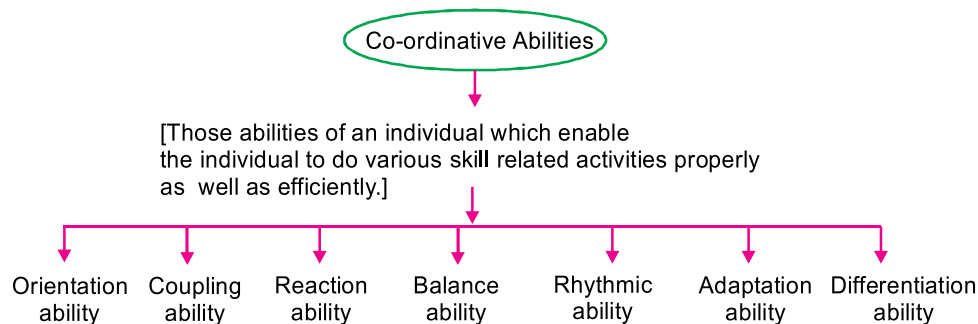 Co-ordinative Abilities
[Those abilities of an individual which enable
the individual to do various skill related activities properly
as well as efficiently.]
Orientation ability
Coupling ability
Reaction ability
Balance ability
Rhythmic ability
Adaptation ability
Differentiation ability